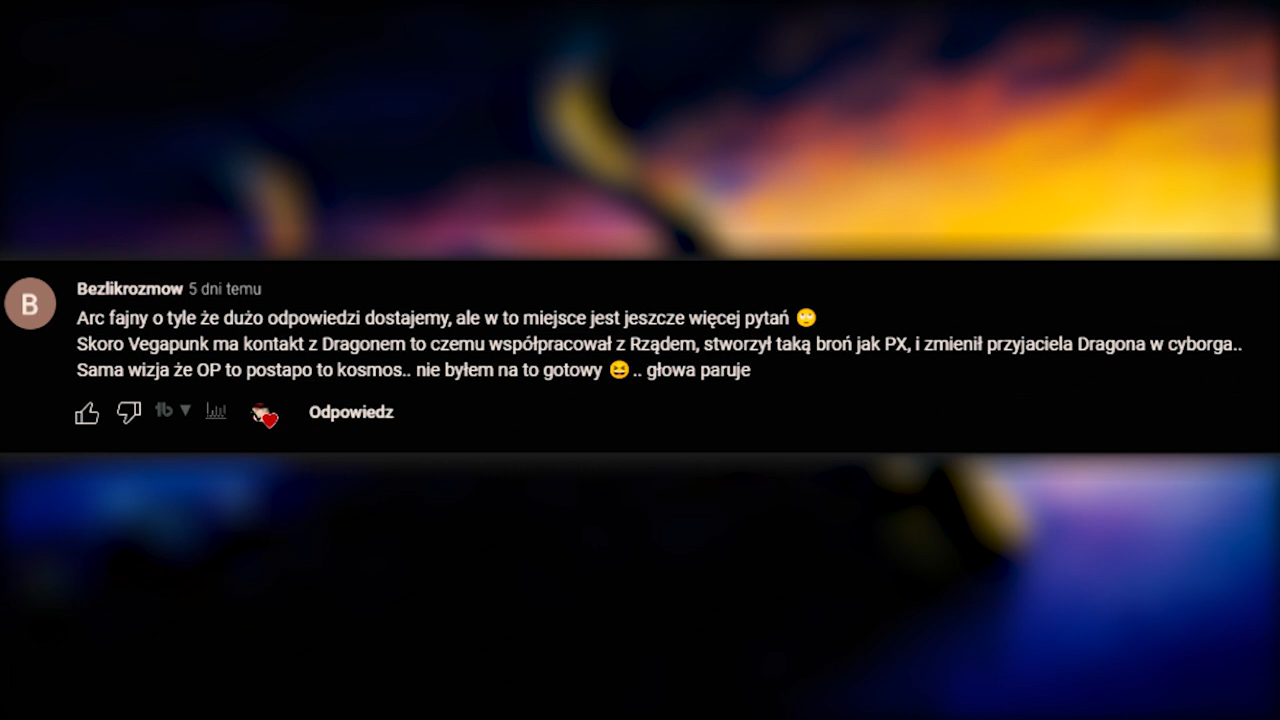 B
Bezlikrozmow 5 dni temu
Arc fajny o tyle że dużo odpowiedzi dostajemy, ale w to miejsce jest jeszcze więcej pytań 🙄
Skoro Vegapunk ma kontakt z Dragonem to czemu współpracował z Rządem, stworzył taką broń jak PX, i zmienił przyjaciela Dragona w cyborga..
Sama wizja że OP to postapo to kosmos.. nie byłem na to gotowy 😆.. głowa paruje
Odpowiedz